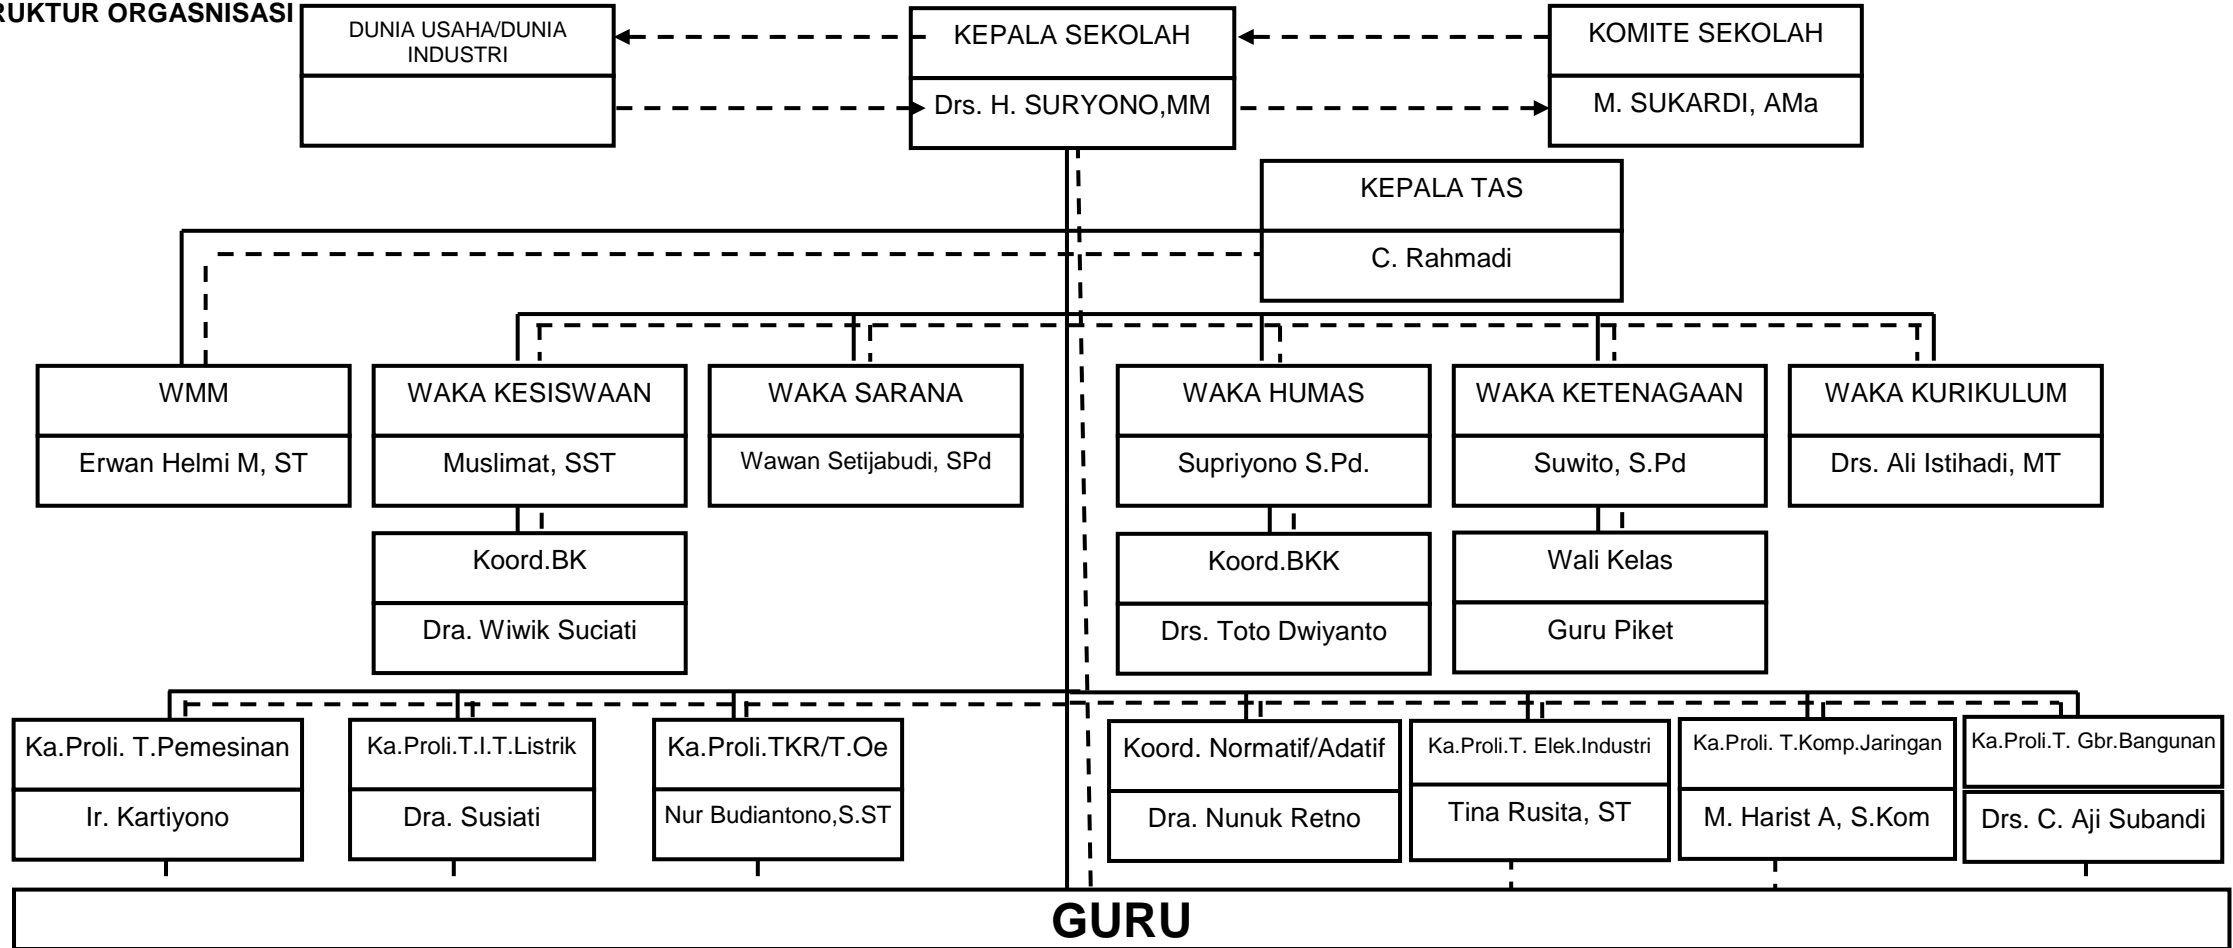 RUKTUR ORGASNISASI
DUNIA USAHA/DUNIA
INDUSTRI
KEPALA SEKOLAH
Drs. H. SURYONO,MM
KOMITE SEKOLAH
M. SUKARDI, AMa
KEPALA TAS
C. Rahmadi
WMM
Erwan Helmi M, ST
WAKA KESISWAAN
Muslimat, SST
WAKA SARANA
Wawan Setijabudi, SPd
WAKA HUMAS
Supriyono S.Pd.
WAKA KETENAGAAN
Suwito, S.Pd
WAKA KURIKULUM
Drs. Ali Istihadi, MT
Koord.BK
Dra. Wiwik Suciati
Koord.BKK
Drs. Toto Dwiyanto
Wali Kelas
Guru Piket
Ka.Proli. T.Pemesinan
Ir. Kartiyono
Ka.Proli.T.I.T.Listrik
Dra. Susiati
Ka.Proli.TKR/T.Oe
Nur Budiantono,S.ST
Koord. Normatif/Adatif
Dra. Nunuk Retno
Ka.Proli.T. Elek.Industri
Tina Rusita, ST
Ka.Proli. T.Komp.Jaringan
M. Harist A, S.Kom
Ka.Proli.T. Gbr.Bangunan
Drs. C. Aji Subandi
GURU